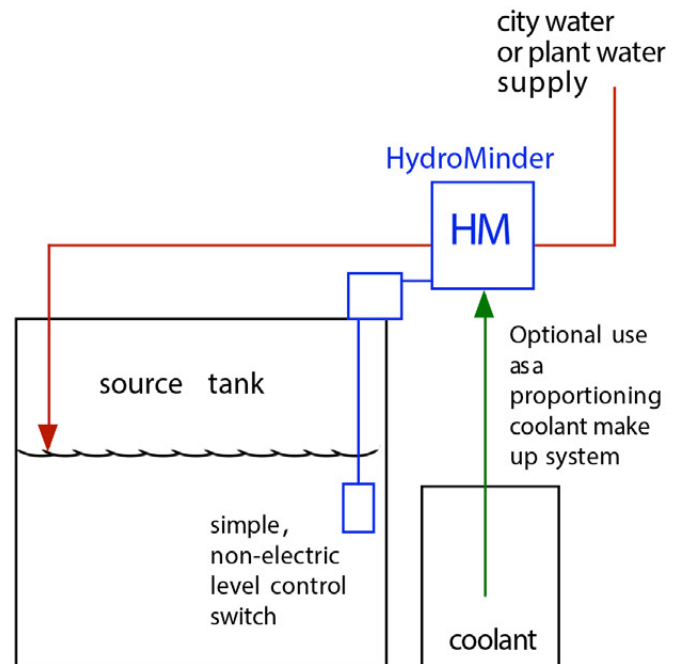 city water
or plant water
supply
HydroMinder
HM
Optional use
as a
proportioning
coolant make
up system
source tank
simple,
non-electric
level control
switch
coolant